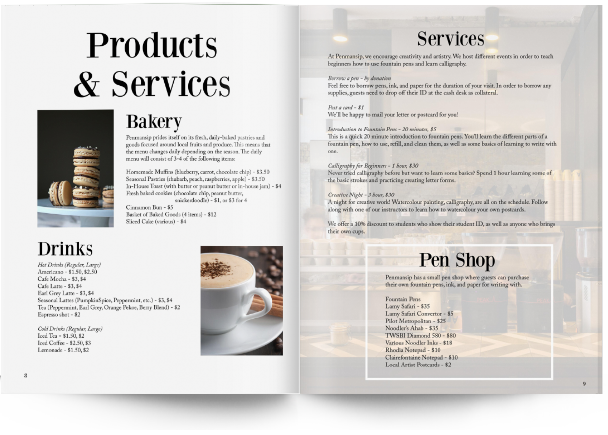 Products
& Services
Bakery
Penmanship prides itself on its fresh, daily-baked pastries and
goods focused around local fruits and produce. This means that
the menu changes daily depending on the season. The daily
menu will consist of 3-4 of the following items:
Homemade Muffins (blueberry, carrot, chocolate chip) - $3.50
Seasonal Pastries (rhubarb, peach, raspberries, apple) - $3.50
In-House Toast (with butter or peanut butter or in-house jam) - $4
Fresh baked cookies (chocolate chip, peanut butter,
snickerdoodle) - $1, or $3 for 4
Cinnamon Bun - $5
Basket of Baked Goods (4 items) - $12
Sliced Cake (various) - $4
Drinks
Hot Drinks (Regular, Large)
Americano - $1.50, $2.50
Cafe Mocha - $3, $4
Cafe Latte - $3, $4
Earl Grey Latte - $3, $4
Seasonal Lattes (PumpkinSpice, Peppermint, etc.) - $3, $4
Tea (Peppermint, Earl Grey, Orange Pekoe, Berry Blend) - $2
Espresso shot - $2
Cold Drinks (Regular, Large)
Iced Tea - $1.50, $2
Iced Coffee - $2.50, $3
Lemonade - $1.50, $2
8
Services
At Penmanship, we encourage creativity and artistry. We host different events in order to teach
beginners how to use fountain pens and learn calligraphy.
Borrow a pen - by donation
Feel free to borrow pens, ink, and paper for the duration of your visit. In order to borrow any
supplies, guests need to drop off their ID at the cash desk as collateral.
Post a card - $1
We'll be happy to mail your letter or postcard for you!
Introduction to Fountain Pens - 20 minutes, $5
This is a quick 20 minute introduction to fountain pens. You'll learn the different parts of a
fountain pen, how to use, refill, and clean them, as well as some basics of learning to write with
one.
Calligraphy for Beginners - 1 hour, $30
Never tried calligraphy before but want to learn some basics? Spend 1 hour learning some of
the basic strokes and practicing creating letter forms.
Creative Night - 3 hour, $30
A night for creative work! Watercolour painting, calligraphy, are all on the schedule. Follow
along with one of our instructors to learn how to watercolour your own postcards.
We offer a 10% discount to students who show their student ID, as well as anyone who brings
their own cups.
Pen Shop
Penmanship has a small pen shop where guests can purchase
their own fountain pens, ink, and paper for writing with.
Fountain Pens
Lamy Safari - $35
Lamy Safari Convertor - $5
Pilot Metropolitan - $25
Noodler's Ahab - $35
TWSBI Diamond 580 - $80
Various Noodler Inks - $18
Rhodia Notepad - $10
Clairefontaine Notepad - $10
Local Artist Postcards - $2
9